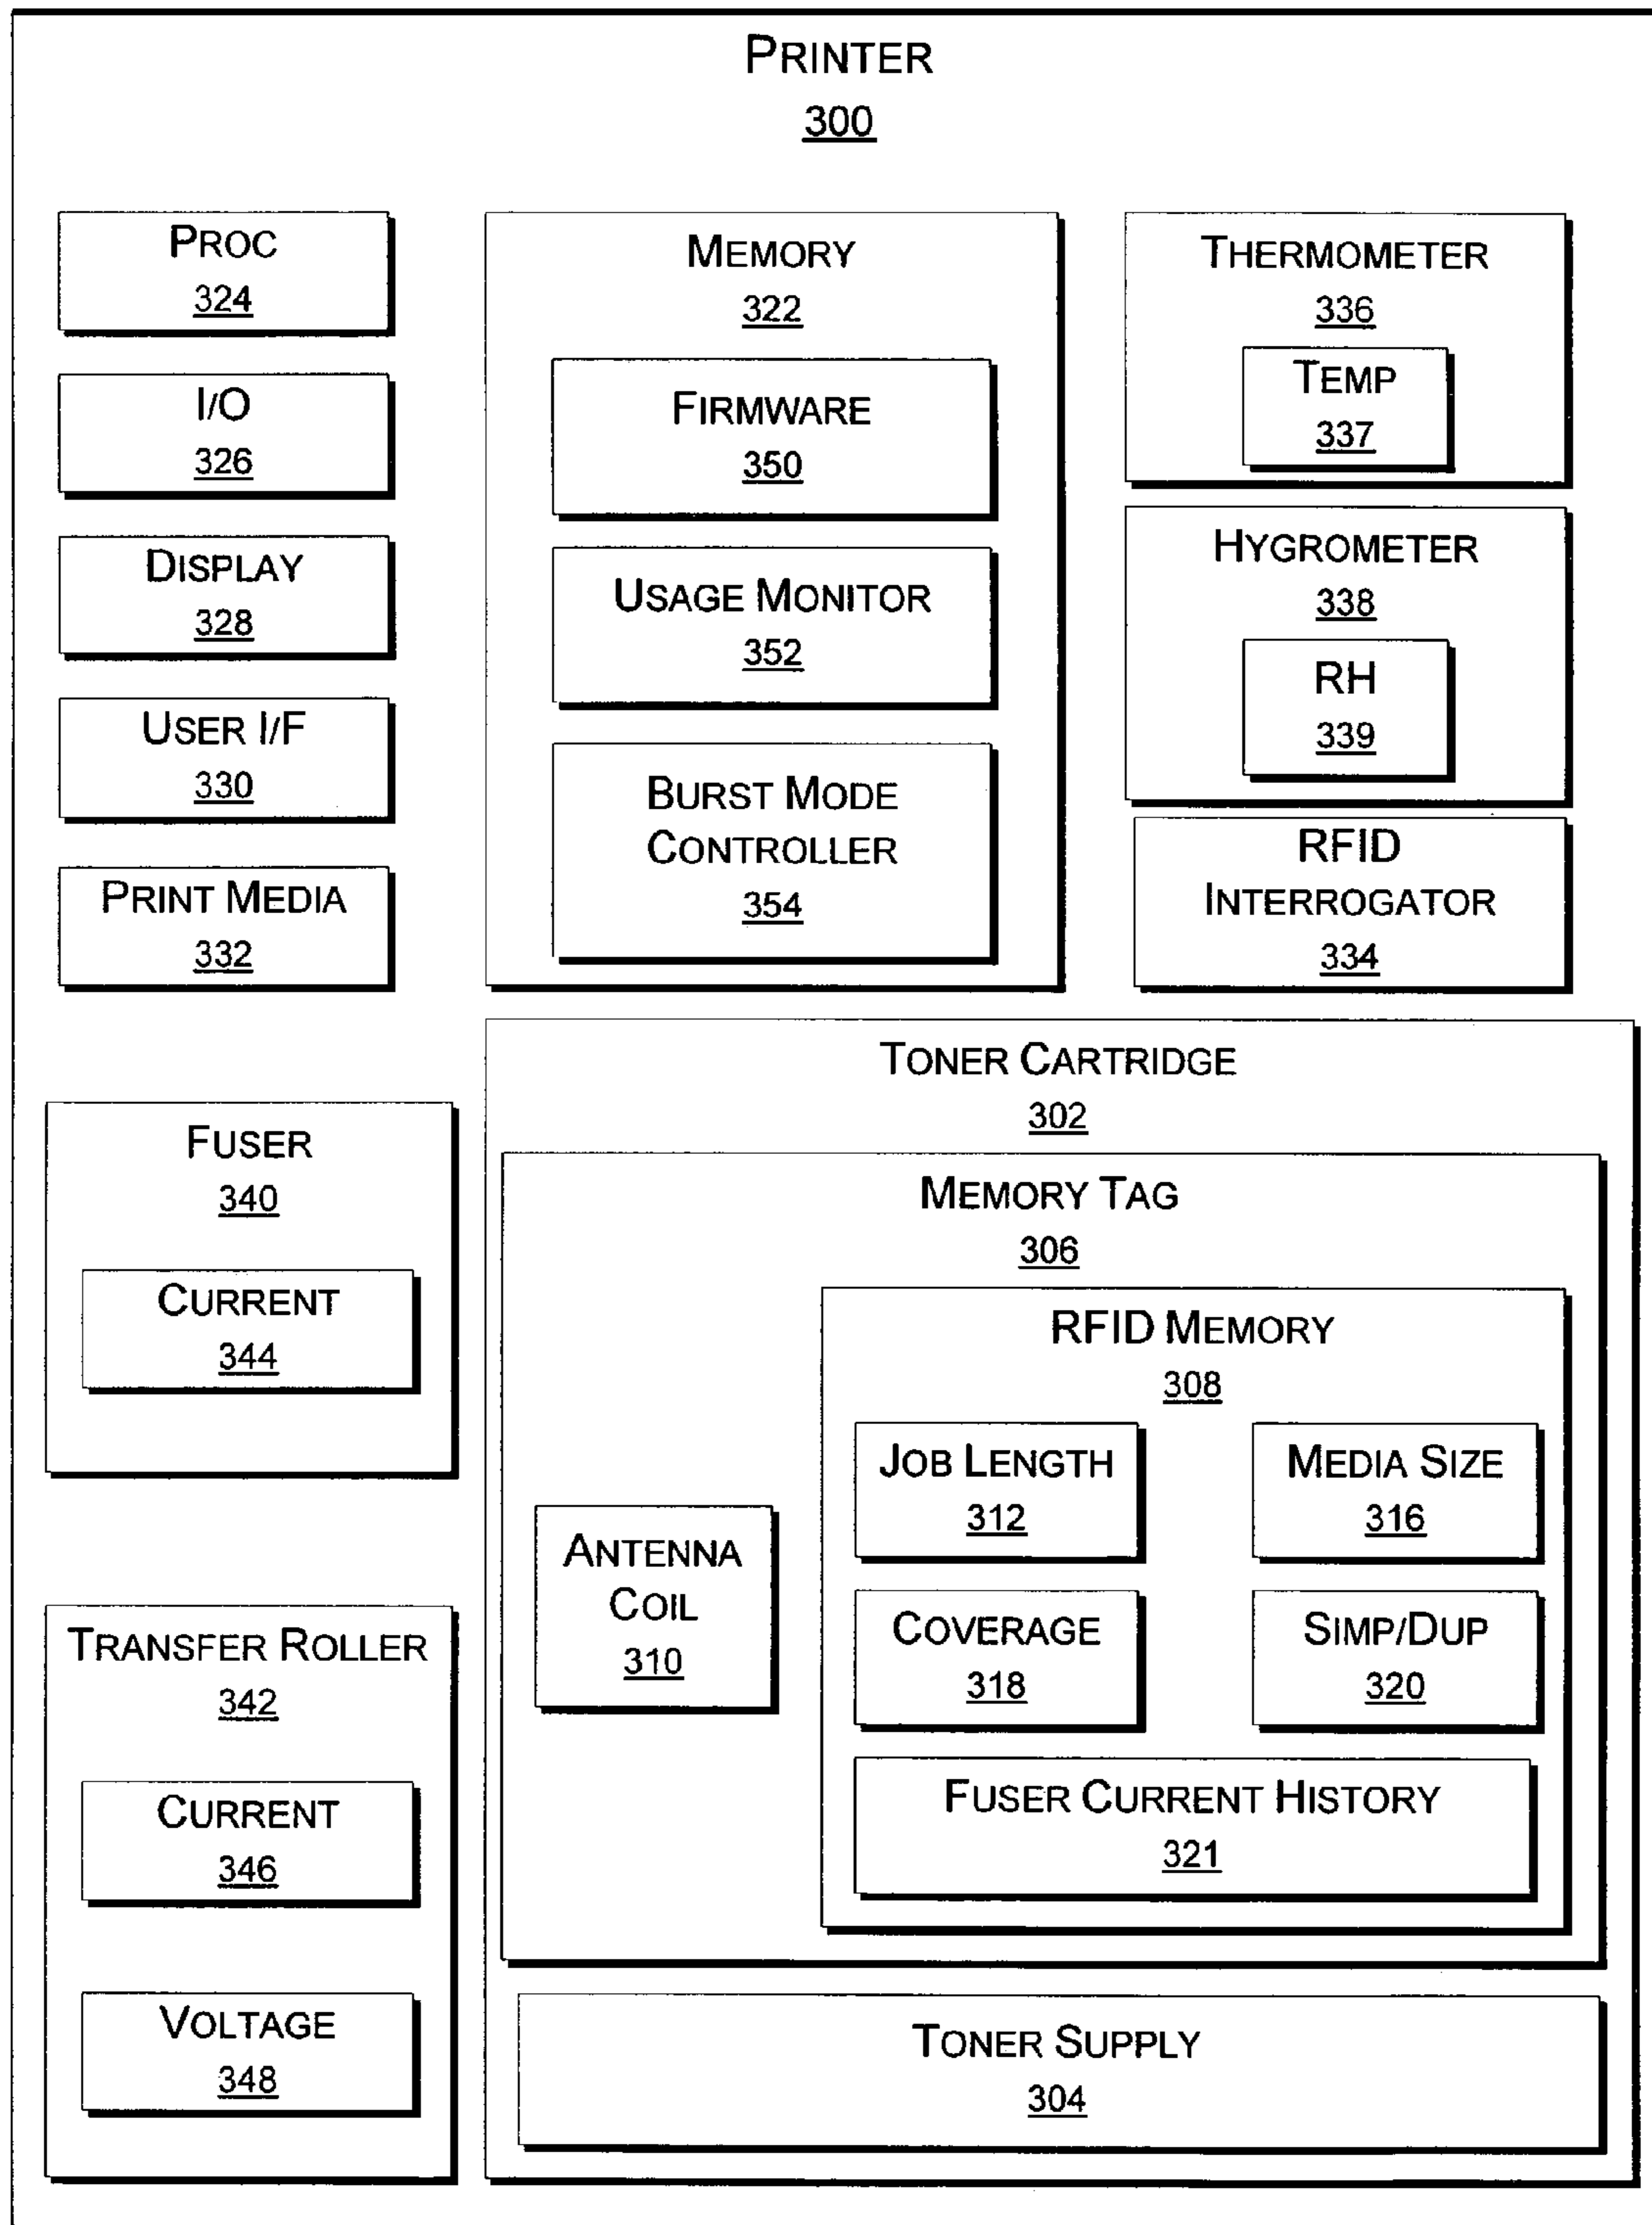 PRINTER
300
PROC
324
I/O
326
DISPLAY
328
USER I/F
330
PRINT MEDIA
332
MEMORY
322
FIRMWARE
350
USAGE MONITOR
352
BURST MODE
CONTROLLER
354
THERMOMETER
336
TEMP
337
HYGROMETER
338
RH
339
RFID
INTERROGATOR
334
FUSER
340
CURRENT
344
TRANSFER ROLLER
342
CURRENT
346
VOLTAGE
348
TONER CARTRIDGE
302
MEMORY TAG
306
ANTENNA
COIL
310
RFID MEMORY
308
JOB LENGTH
312
MEDIA SIZE
316
COVERAGE
318
SIMP/DUP
320
FUSER CURRENT HISTORY
321
TONER SUPPLY
304